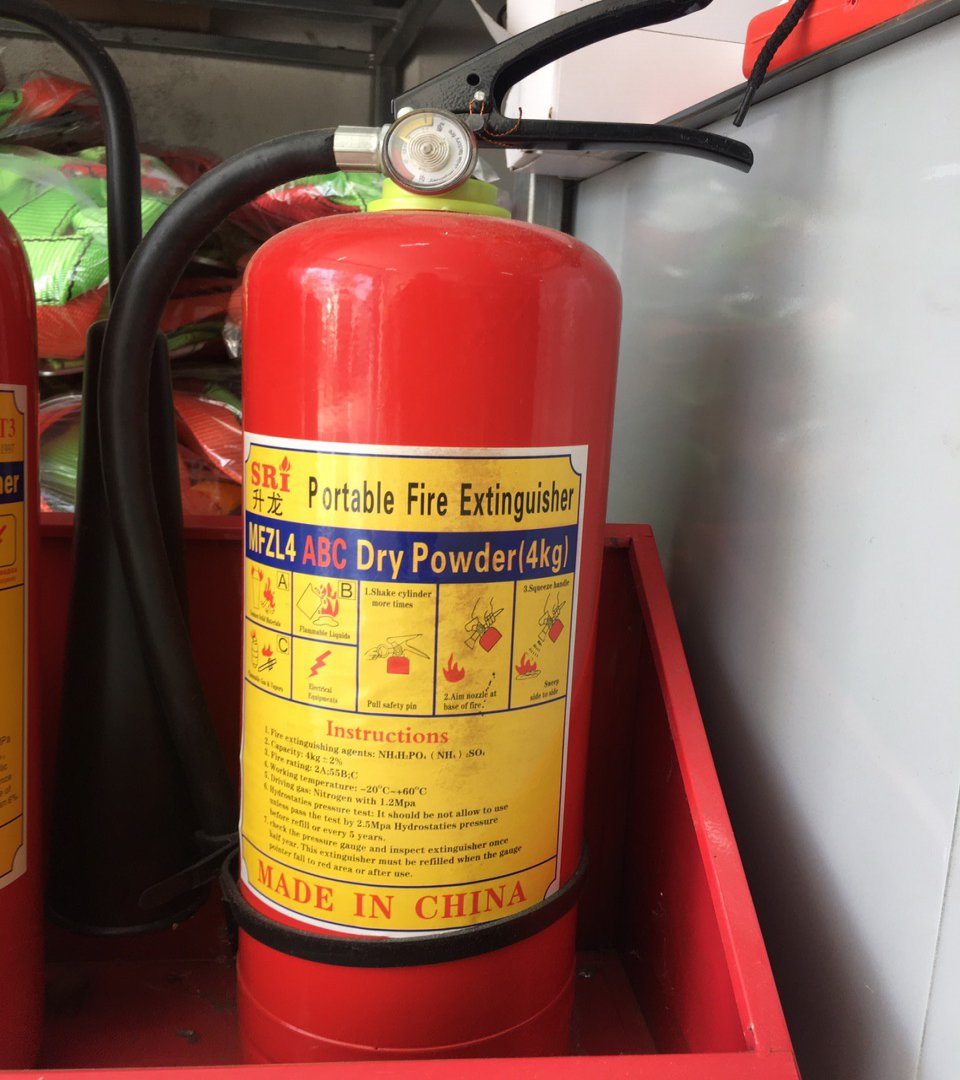 SRi
升龙
Portable Fire Extinguisher
MFZL4 ABC Dry Powder(4kg)
A
B
Flammable Liquids
C
Electrical
Equipments
1.Shake cylinder
more times
Pull safety pin
2.Aim nozzle at
base of fire.
3.Squeeze handle
Sweep
side to side
Instructions
1. Fire extinguishing agents: NH₄H₂PO₄ (NH₄)₂SO₄
2. Capacity: 4kg±2%
3. Fire rating: 2A;55B;C
4. Working temperature: -20°C~+60°C
5. Driving gas: Nitrogen with 1.2Mpa
6. Hydrostaties pressure test: It should be not allow to use
unless pass the test by 2.5Mpa Hydrostaties pressure
before refill or every 5 years.
7. check the pressure gauge and inspect extinguisher once
half year. This extinguisher must be refilled when the gauge
pointer fall to red area or after use.
MADE IN CHINA
T3
1997
her